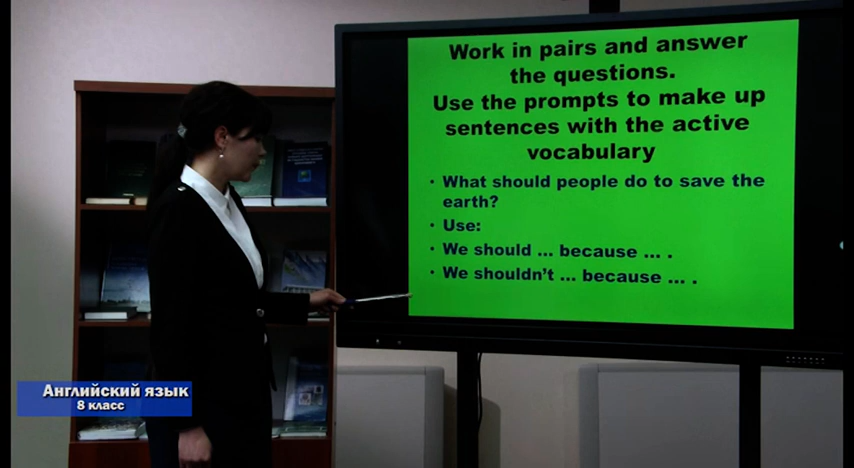 Work in pairs and answer
the questions.
Use the prompts to make up
sentences with the active
vocabulary
• What should people do to save the
earth?
• Use:
• We should ... because ... .
• We shouldn't ... because ... .
Английский язык
8 класс